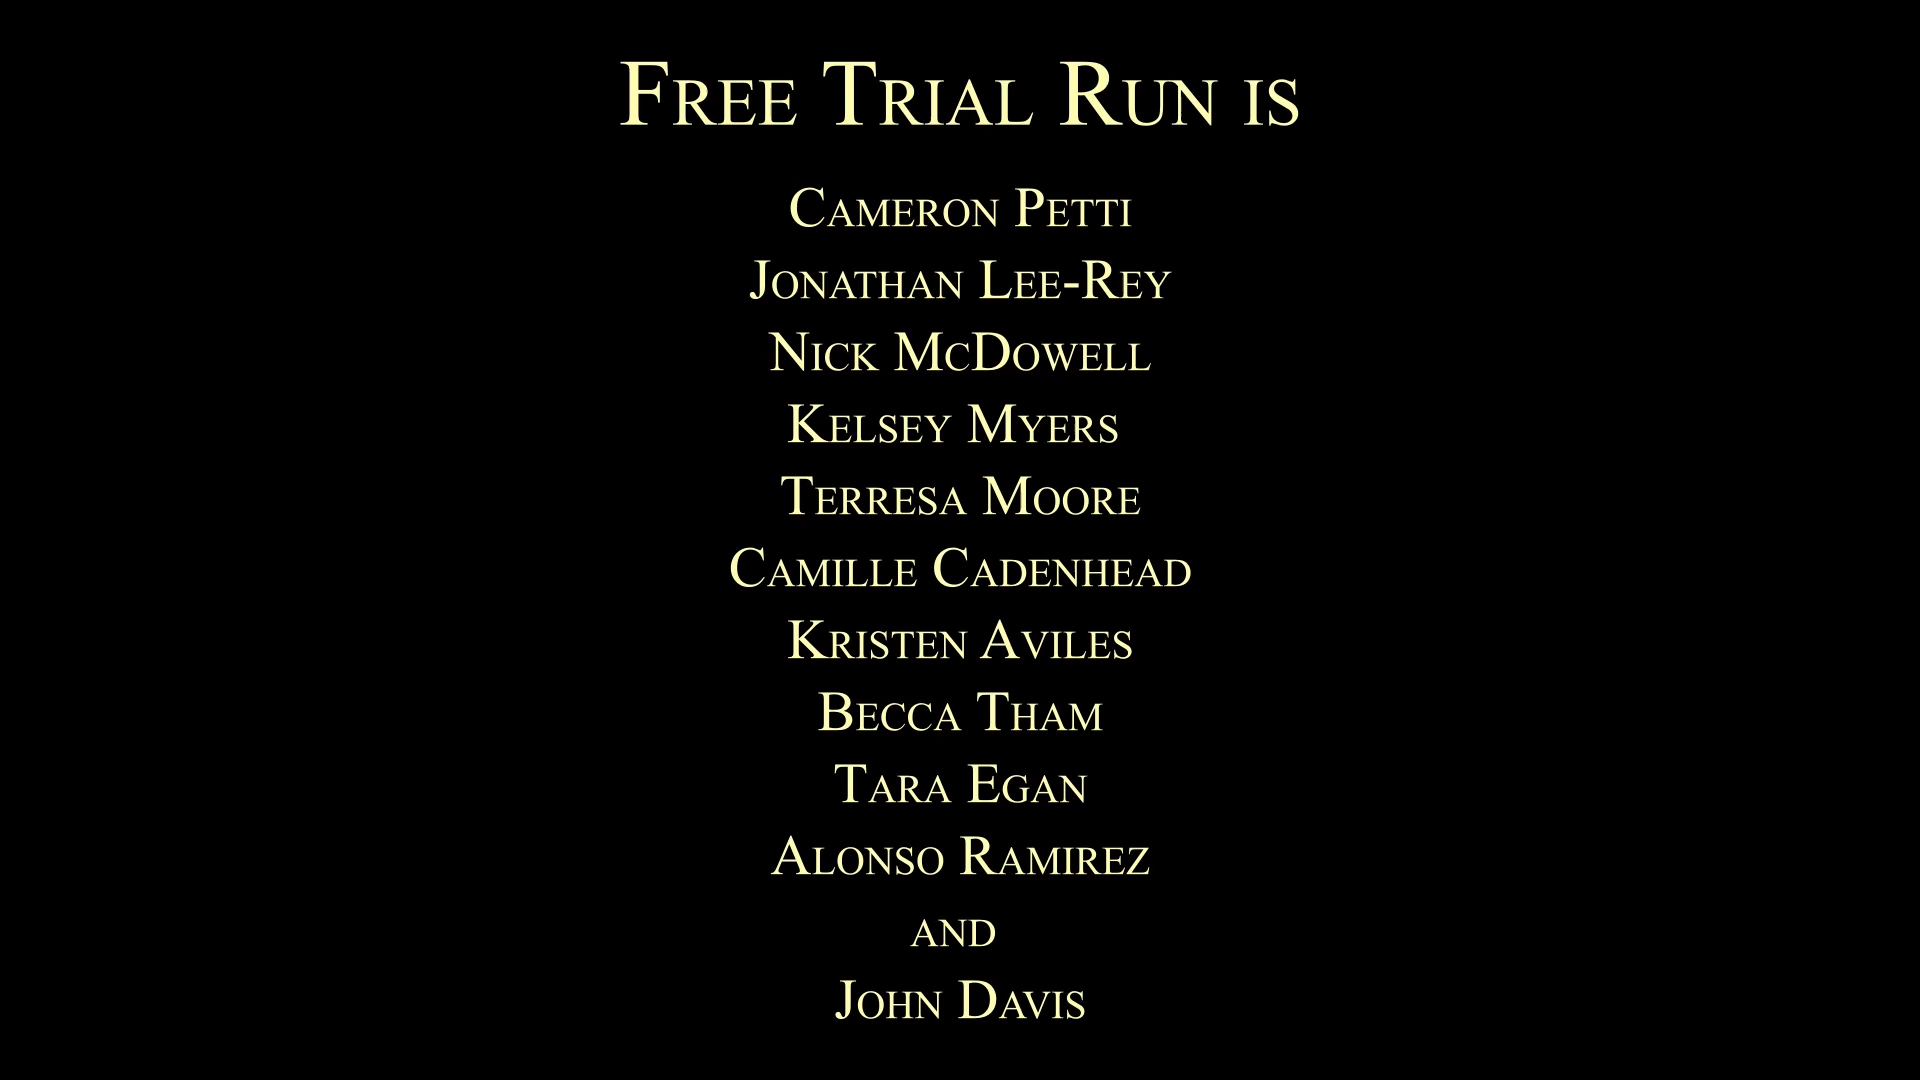 Free Trial Run is
Cameron Petti
Jonathan Lee-Rey
Nick McDowell
Kelsey Myers
Terresa Moore
Camille Cadenhead
Kristen Aviles
Becca Tham
Tara Egan
Alonso Ramirez
and
John Davis